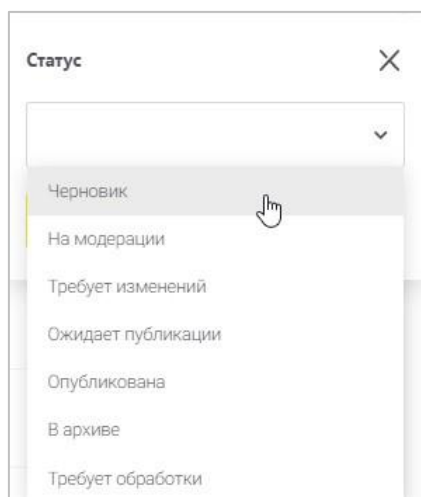 Статус
Черновик
На модерации
Требует изменений
Ожидает публикации
Опубликована
В архиве
Требует обработки